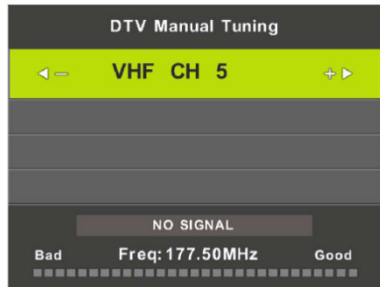 DTV Manual Tuning
VHF CH 5
NO SIGNAL
Bad Freq:177.50MHz Good